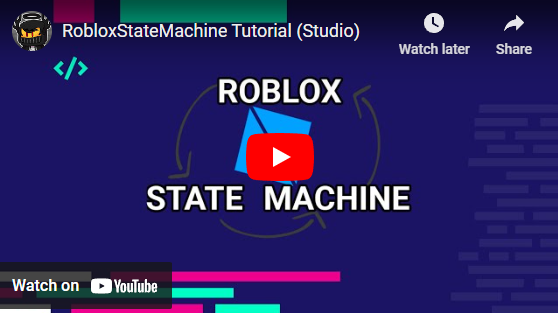 RobloxStateMachine Tutorial (Studio)
Watch later
Share
</>
ROBLOX
STATE MACHINE
Watch on YouTube